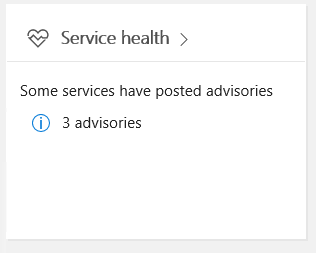 Service health
Some services have posted advisories
3 advisories